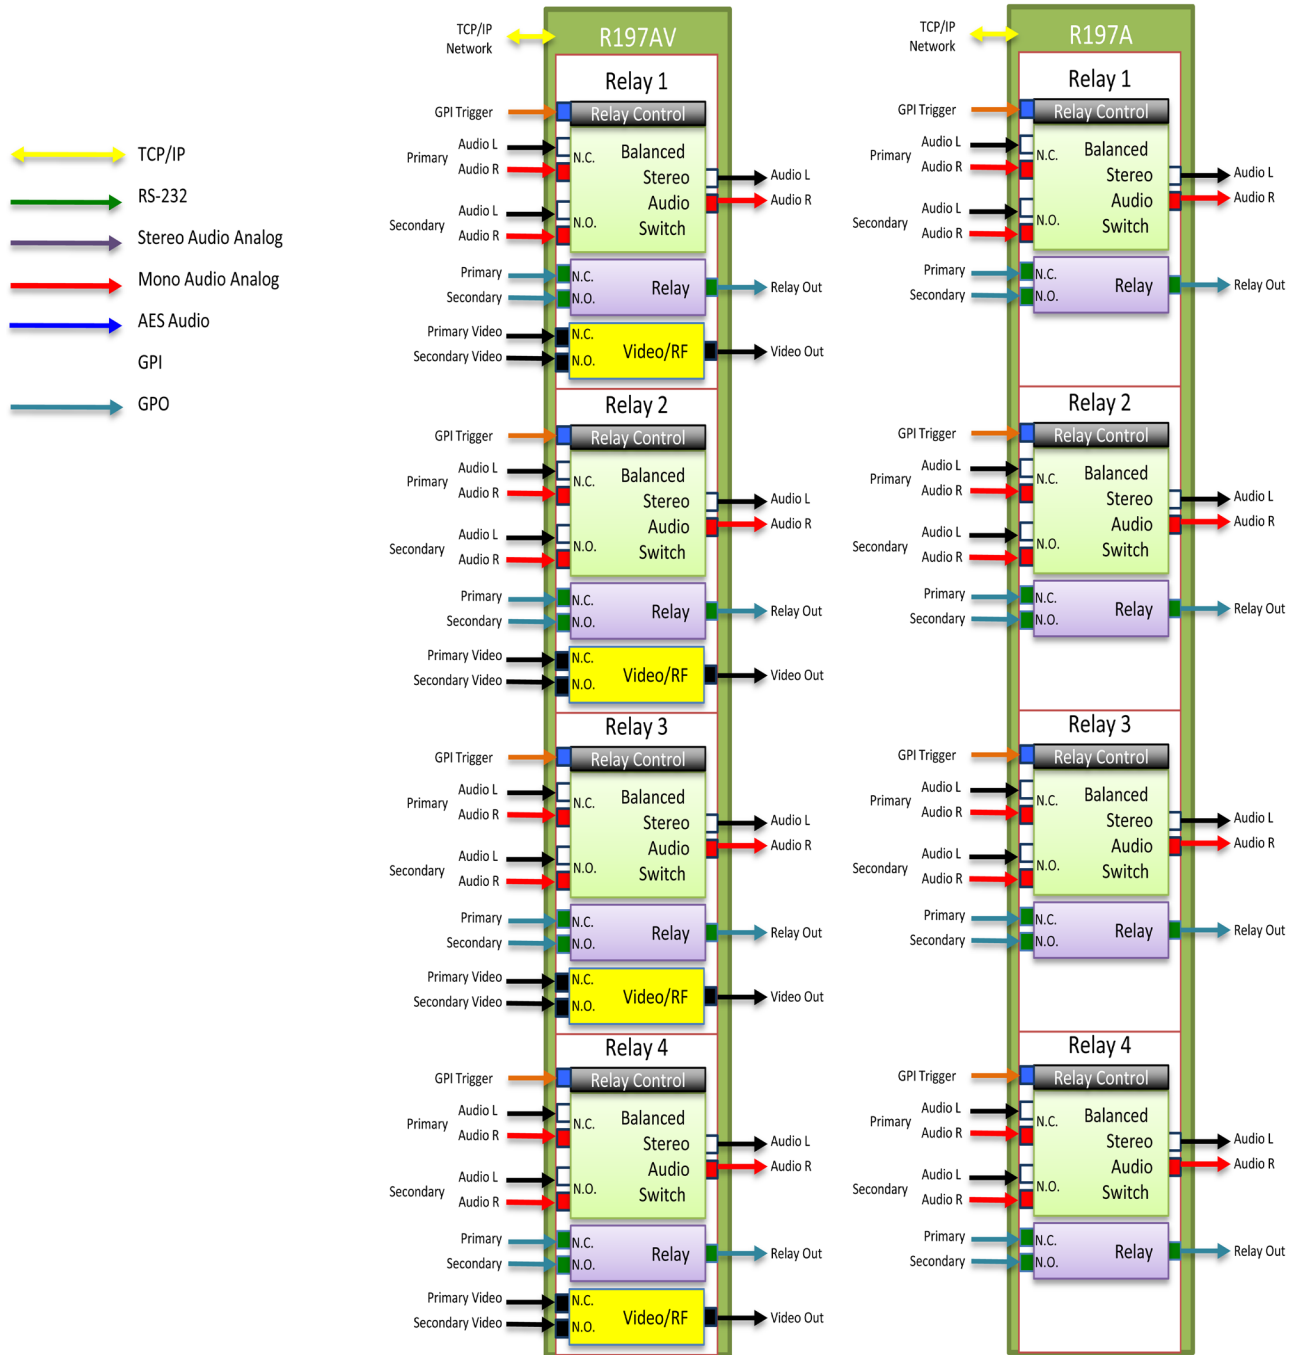 TCP/IP
RS-232
Stereo Audio Analog
Mono Audio Analog
AES Audio
GPI
GPO
TCP/IP
Network
R197AV
Relay 1
GPI Trigger
Relay Control
Primary
Audio L
Audio R
N.C.
Secondary
Audio L
Audio R
N.O.
Balanced
Stereo
Audio
Switch
Audio L
Audio R
Primary
Secondary
N.C.
N.O.
Relay
Relay Out
Primary Video
Secondary Video
N.C.
N.O.
Video/RF
Video Out
Relay 2
GPI Trigger
Relay Control
Primary
Audio L
Audio R
N.C.
Secondary
Audio L
Audio R
N.O.
Balanced
Stereo
Audio
Switch
Audio L
Audio R
Primary
Secondary
N.C.
N.O.
Relay
Relay Out
Primary Video
Secondary Video
N.C.
N.O.
Video/RF
Video Out
Relay 3
GPI Trigger
Relay Control
Primary
Audio L
Audio R
N.C.
Secondary
Audio L
Audio R
N.O.
Balanced
Stereo
Audio
Switch
Audio L
Audio R
Primary
Secondary
N.C.
N.O.
Relay
Relay Out
Primary Video
Secondary Video
N.C.
N.O.
Video/RF
Video Out
Relay 4
GPI Trigger
Relay Control
Primary
Audio L
Audio R
N.C.
Secondary
Audio L
Audio R
N.O.
Balanced
Stereo
Audio
Switch
Audio L
Audio R
Primary
Secondary
N.C.
N.O.
Relay
Relay Out
Primary Video
Secondary Video
N.C.
N.O.
Video/RF
Video Out
TCP/IP
Network
R197A
Relay 1
GPI Trigger
Relay Control
Primary
Audio L
Audio R
N.C.
Secondary
Audio L
Audio R
N.O.
Balanced
Stereo
Audio
Switch
Audio L
Audio R
Primary
Secondary
N.C.
N.O.
Relay
Relay Out
Relay 2
GPI Trigger
Relay Control
Primary
Audio L
Audio R
N.C.
Secondary
Audio L
Audio R
N.O.
Balanced
Stereo
Audio
Switch
Audio L
Audio R
Primary
Secondary
N.C.
N.O.
Relay
Relay Out
Relay 3
GPI Trigger
Relay Control
Primary
Audio L
Audio R
N.C.
Secondary
Audio L
Audio R
N.O.
Balanced
Stereo
Audio
Switch
Audio L
Audio R
Primary
Secondary
N.C.
N.O.
Relay
Relay Out
Relay 4
GPI Trigger
Relay Control
Primary
Audio L
Audio R
N.C.
Secondary
Audio L
Audio R
N.O.
Balanced
Stereo
Audio
Switch
Audio L
Audio R
Primary
Secondary
N.C.
N.O.
Relay
Relay Out